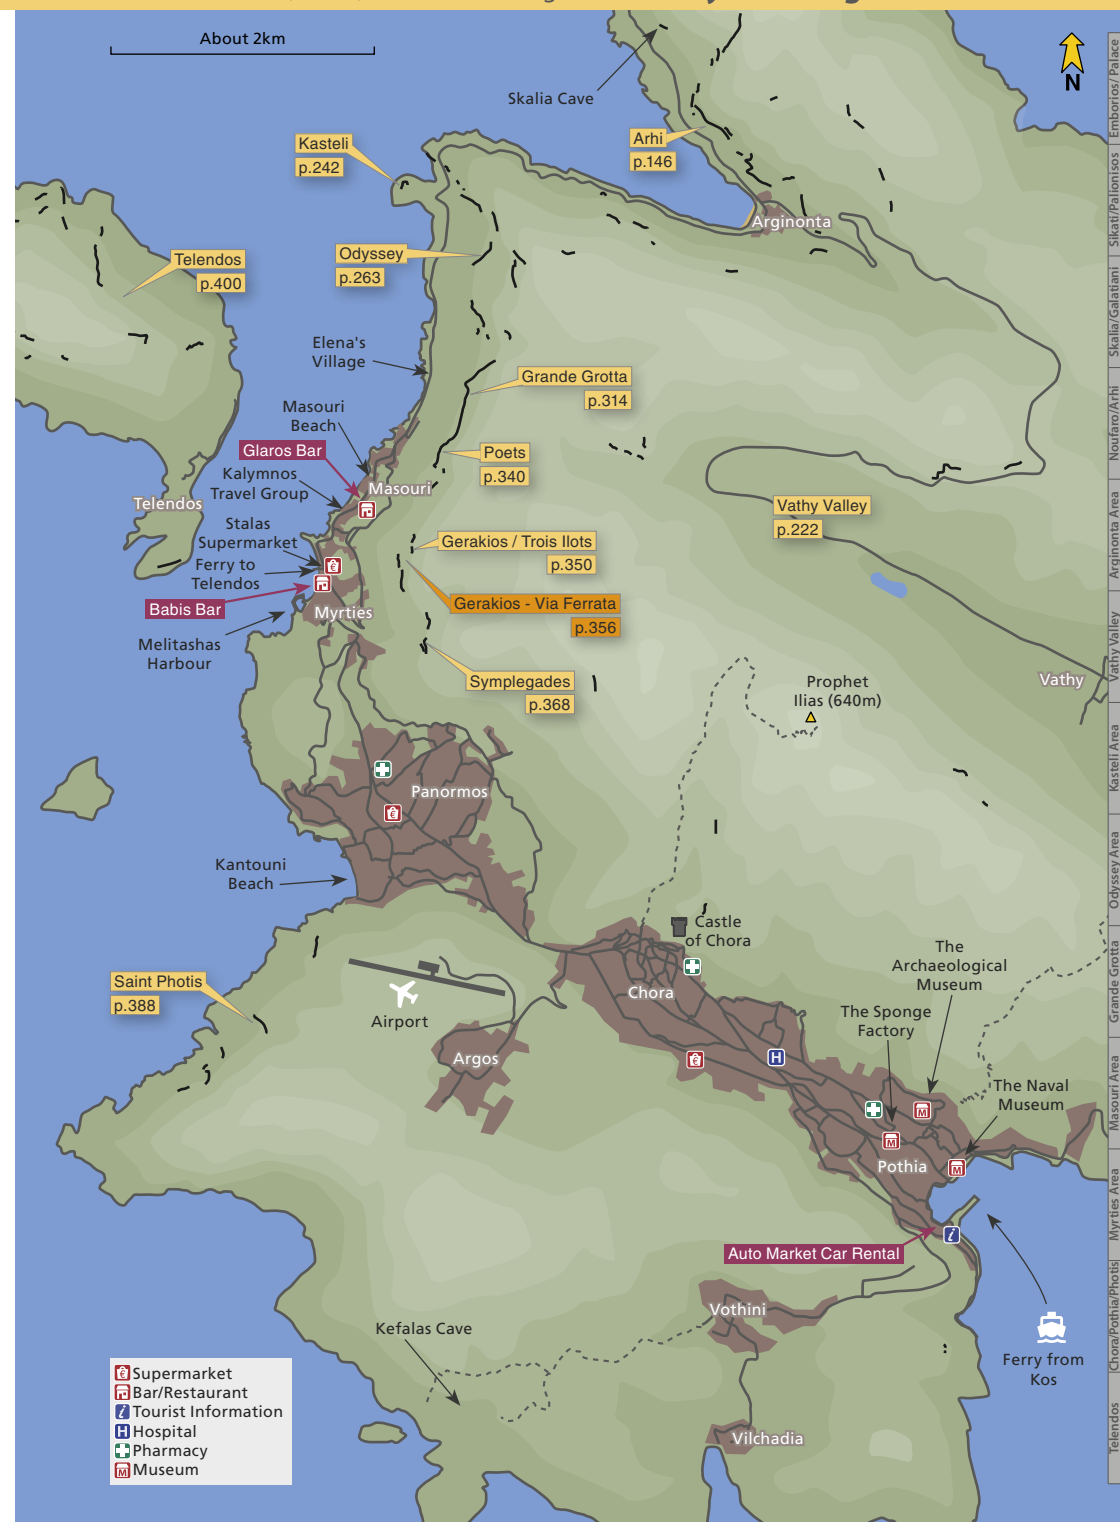 About 2km
N
Skalia Cave
Kasteli
p.242
Arhi
p.146
Arginonta
Telendos
p.400
Odyssey
p.263
Elena's
Village
Grande Grotta
p.314
Masouri
Beach
Glaros Bar
Poets
p.340
Kalymnos
Travel Group
Masouri
Telendos
Vathy Valley
p.222
Stalas
Supermarket
Ferry to
Telendos
Gerakios / Trois Ilots
p.350
Babis Bar
Myrties
Gerakios - Via Ferrata
p.356
Melitashas
Harbour
Symplegades
p.368
Prophet
Ilias (640m)
Vathy
Panormos
Kantouni
Beach
Castle
of Chora
The
Archaeological
Museum
Saint Photis
p.388
Chora
Airport
The Sponge
Factory
Argos
H
The Naval
Museum
M
M
M
Pothia
Auto Market Car Rental
i
Vothini
Kefalas Cave
Ferry from
Kos
Vilchadia
€ Supermarket
Bar/Restaurant
i Tourist Information
H Hospital
Pharmacy
M Museum
Emborios/ Palace
Sikati/Palionisos
Skalia/Galatiani
Noufaro/Arhi
Arginonta Area
Vathy Valley
Kasteli Area
Odyssey Area
Grande Grotta
Masouri Area
Myrties Area
Chora/Pothia/Photis
Telendos